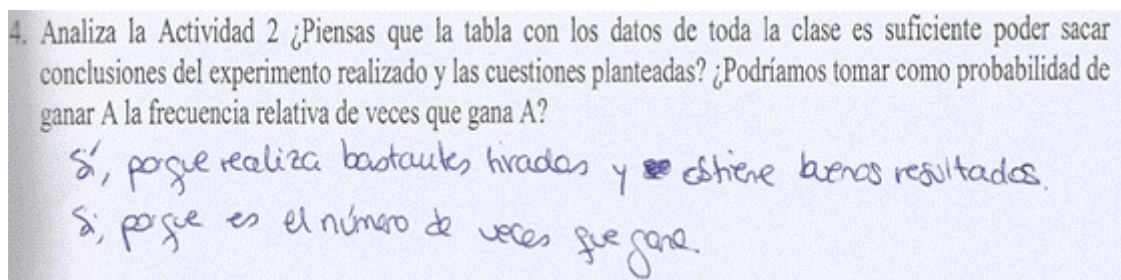 4. Analiza la Actividad 2 ¿Piensas que la tabla con los datos de toda la clase es suficiente poder sacar
conclusiones del experimento realizado y las cuestiones planteadas? ¿Podríamos tomar como probabilidad de
ganar A la frecuencia relativa de veces que gana A?
Sí, porque realiza bastantes tiradas y obtiene buenos resultados.
Si, porque es el número de veces que gana.